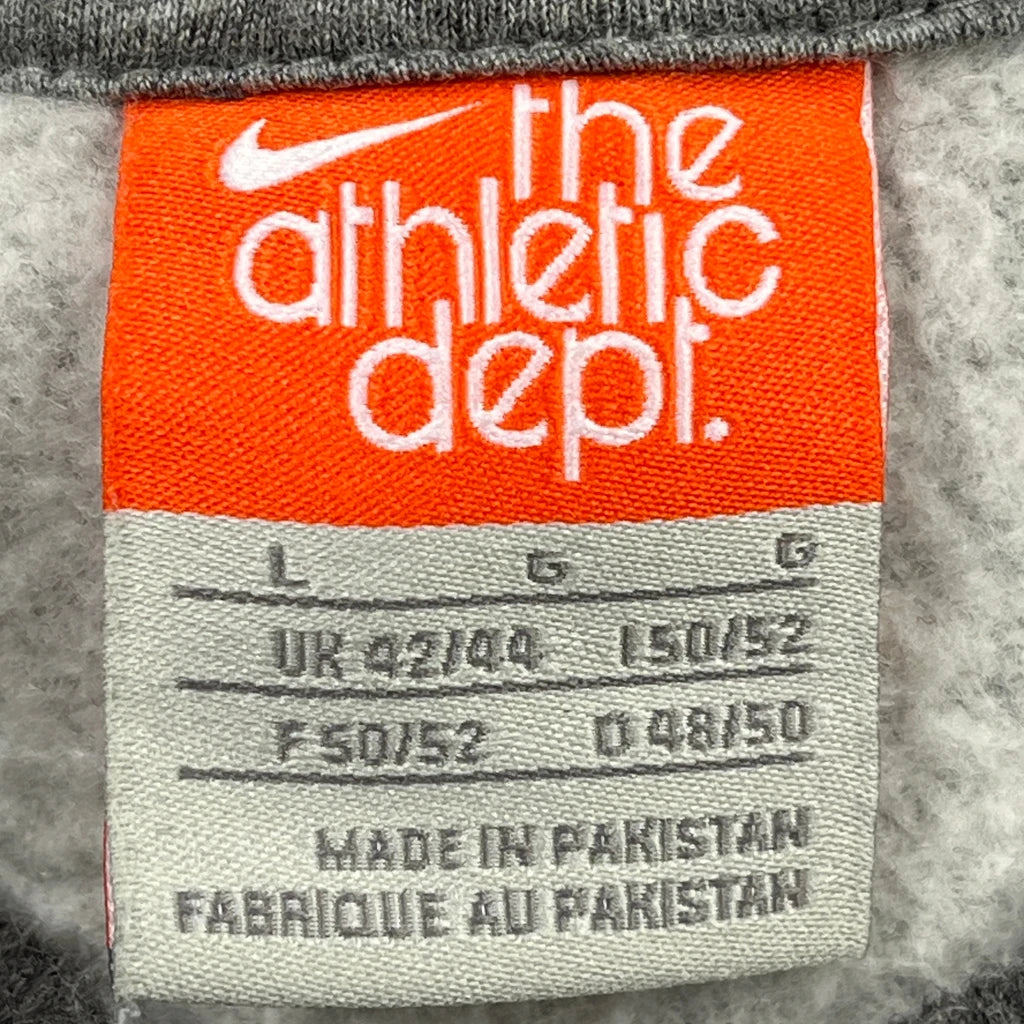 the
athletic
dept.
L G G
UK 42/44 I 50/52
F 50/52 D 48/50
MADE IN PAKISTAN
FABRIQUE AU PAKISTAN